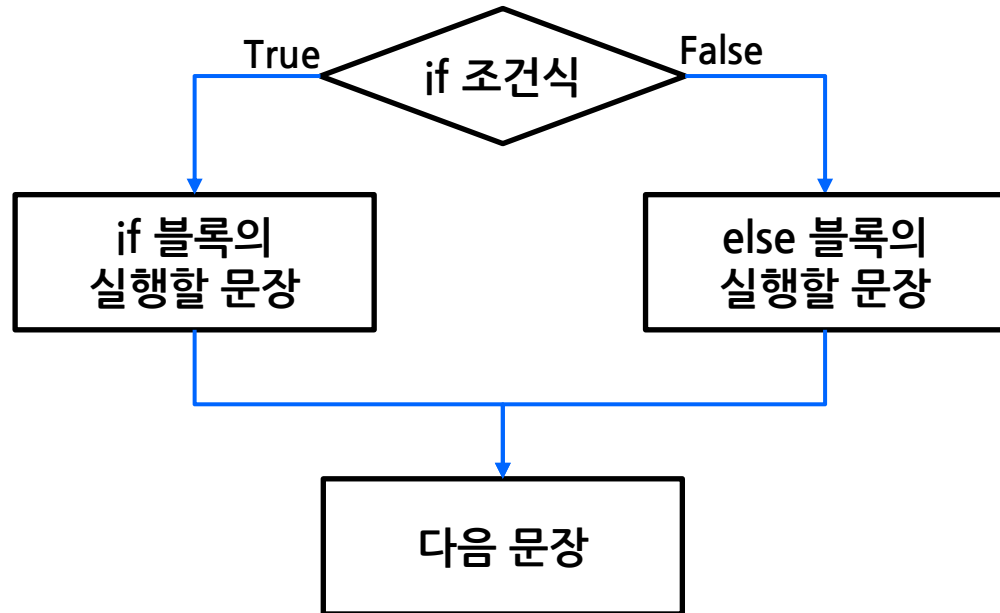 True
False
if 조건식
if 블록의
실행할 문장
else 블록의
실행할 문장
다음 문장